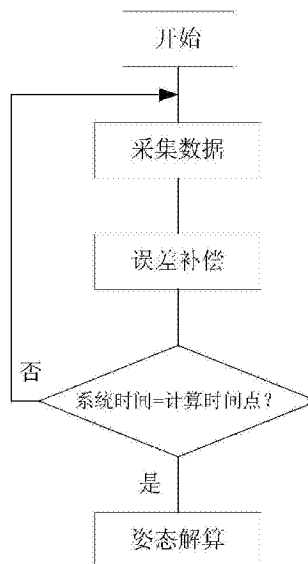 开始
采集数据
误差补偿
系统时间=计算时间点？
否
是
姿态解算